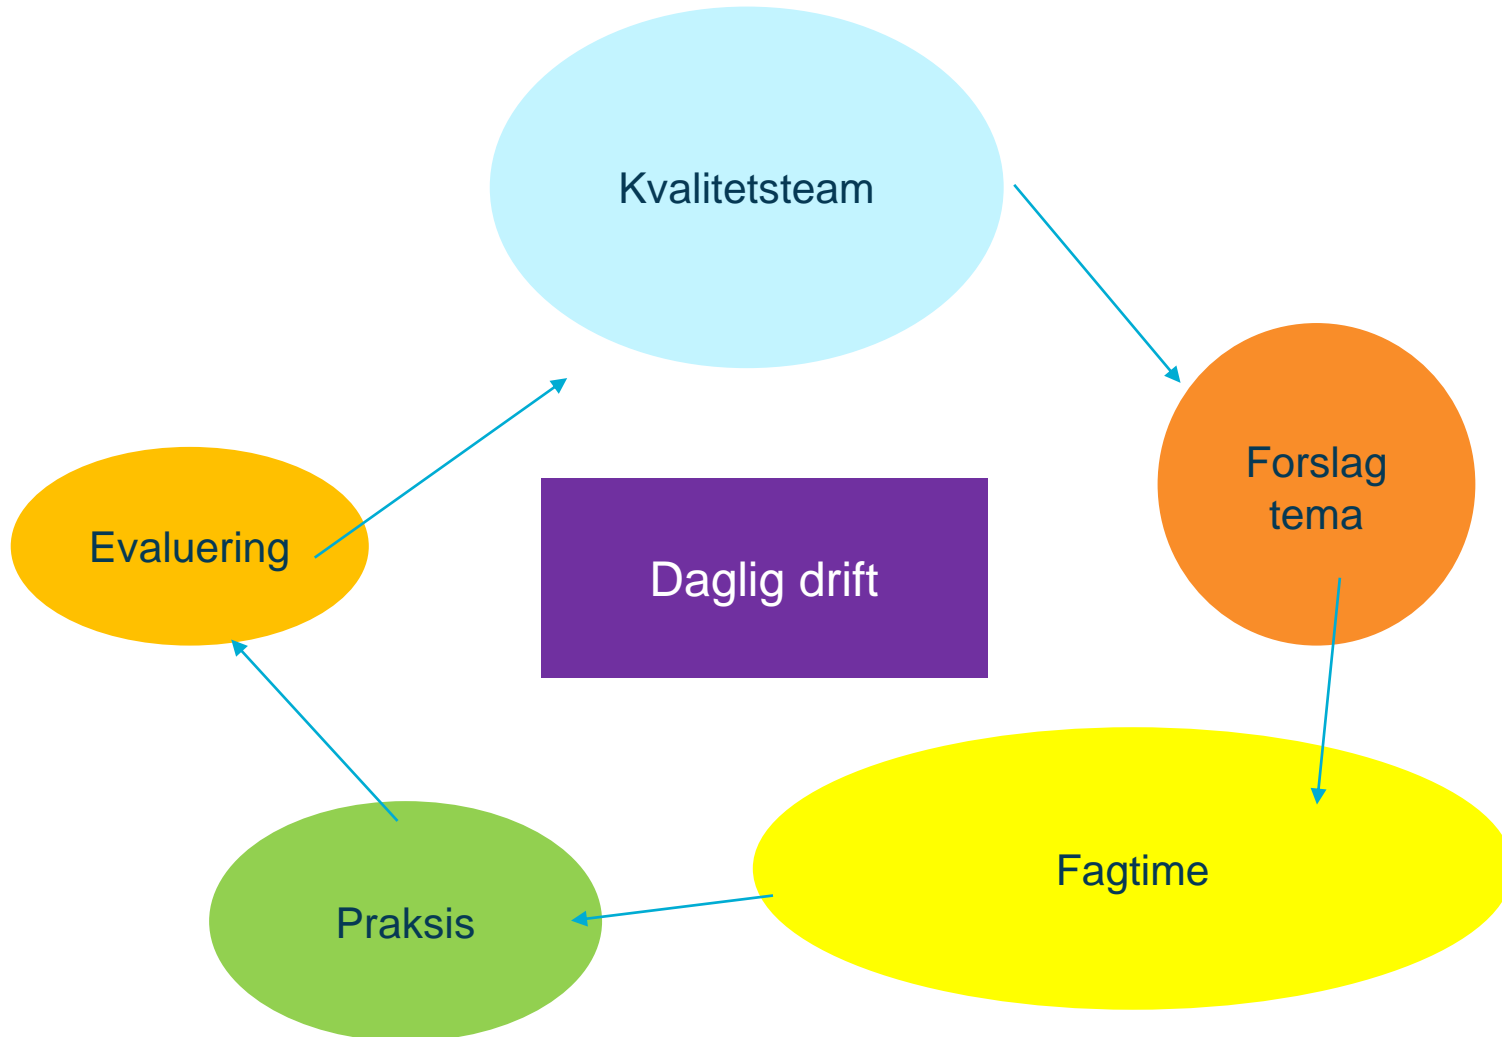 Kvalitetsteam
Forslag
tema
Evaluering
Daglig drift
Fagtime
Praksis